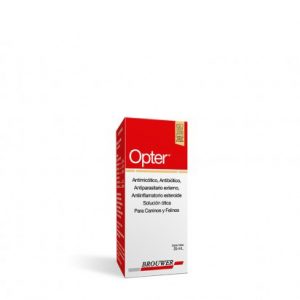 Opter®
Antimicótico, Antibiótico,
Antiparasitario externo,
Antiinflamatorio esteroide
Solución ótica
Para Caninos y Felinos
BROUWER